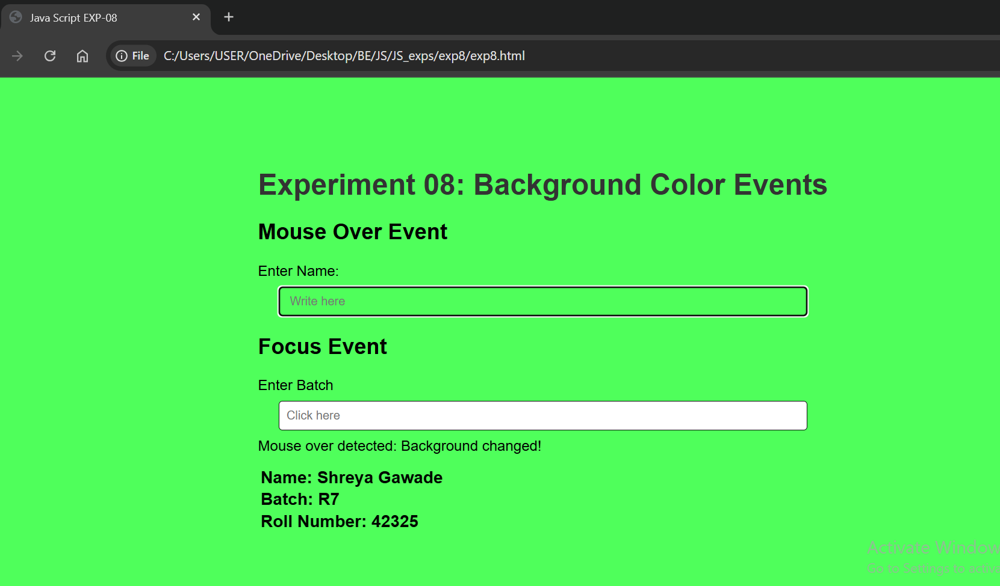 Java Script EXP-08
File C:/Users/USER/OneDrive/Desktop/BE/JS/JS_exps/exp8/exp8.html
Experiment 08: Background Color Events
Mouse Over Event
Enter Name:
Write here
Focus Event
Enter Batch
Click here
Mouse over detected: Background changed!
Name: Shreya Gawade
Batch: R7
Roll Number: 42325
Activate Window
Go to Settings to activa